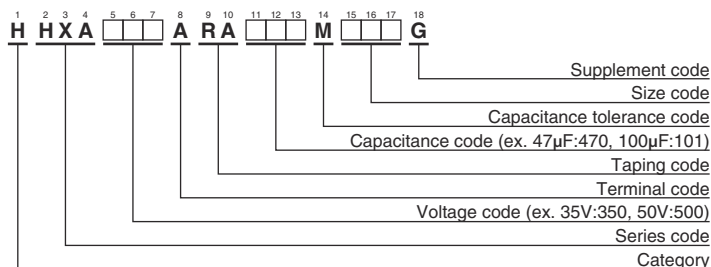 1 2 3 4 5 6 7 8 9 10 11 12 13 14 15 16 17 18
H H X A A R A M G
Supplement code
Size code
Capacitance tolerance code
Capacitance code (ex. 47µF:470, 100µF:101)
Taping code
Terminal code
Voltage code (ex. 35V:350, 50V:500)
Series code
Category